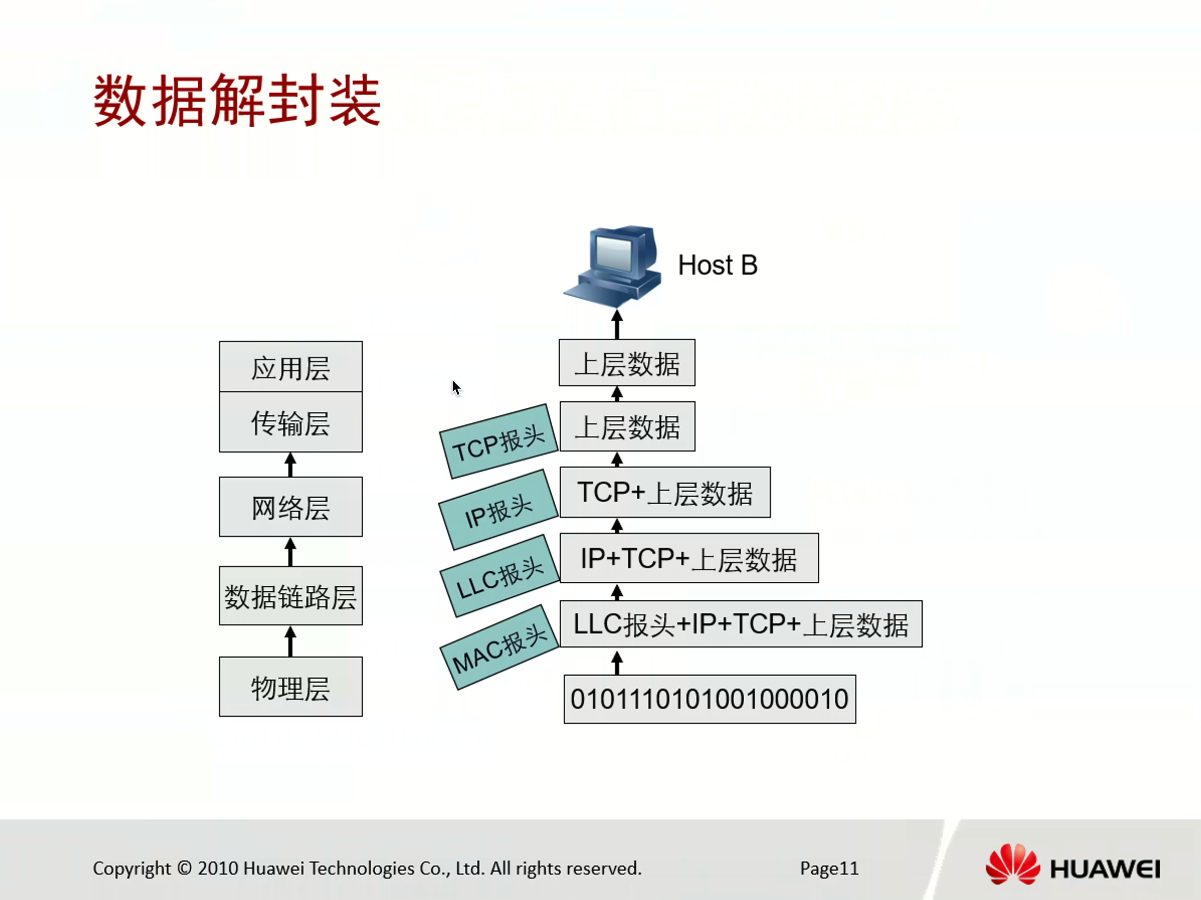 数据解封装
Host B
应用层
传输层
网络层
数据链路层
物理层
上层数据
TCP报头
上层数据
IP报头
TCP+上层数据
LLC报头
IP+TCP+上层数据
MAC报头
LLC报头+IP+TCP+上层数据
0101110101001000010
Copyright © 2010 Huawei Technologies Co., Ltd. All rights reserved.
Page11
HUAWEI